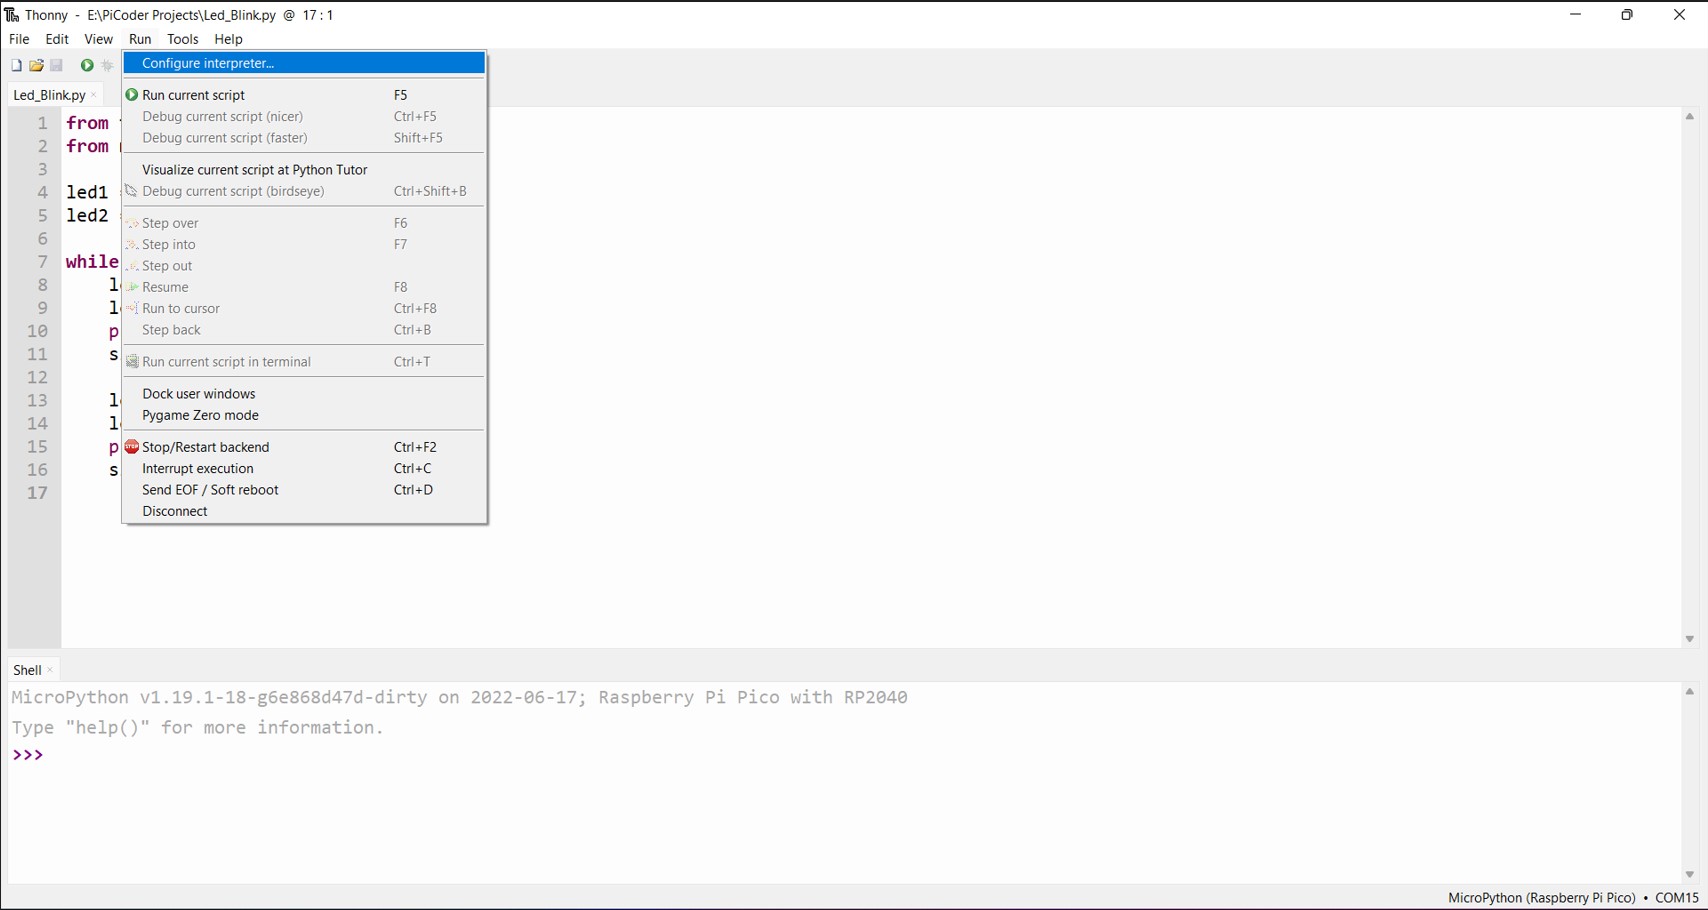 Thonny - E:\PiCoder Projects\Led_Blink.py @ 17:1
File Edit View Run Tools Help
Configure interpreter...
Led_Blink.py
Run current script F5
Debug current script (nicer) Ctrl+F5
Debug current script (faster) Shift+F5
Visualize current script at Python Tutor
Debug current script (birdseye) Ctrl+Shift+B
Step over F6
Step into F7
Step out
Resume F8
Run to cursor Ctrl+F8
Step back Ctrl+B
Run current script in terminal Ctrl+T
Dock user windows
Pygame Zero mode
STOP Stop/Restart backend Ctrl+F2
Interrupt execution Ctrl+C
Send EOF / Soft reboot Ctrl+D
Disconnect
1 from
2 from
3
4 led1
5 led2
6
7 while
8 l
9 l
10 p
11 s
12
13 l
14 l
15 p
16 s
17
Shell
MicroPython v1.19.1-18-g6e868d47d-dirty on 2022-06-17; Raspberry Pi Pico with RP2040
Type "help()" for more information.
>>>
MicroPython (Raspberry Pi Pico) • COM15